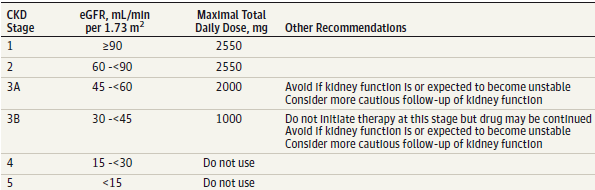 CKD Stage eGFR, mL/min per 1.73 m² Maximal Total Daily Dose, mg Other Recommendations
1 ≥90 2550
2 60 -<90 2550
3A 45 -<60 2000 Avoid if kidney function is or expected to become unstable
Consider more cautious follow-up of kidney function
3B 30 -<45 1000 Do not initiate therapy at this stage but drug may be continued
Avoid if kidney function is or expected to become unstable
Consider more cautious follow-up of kidney function
4 15 -<30 Do not use
5 <15 Do not use